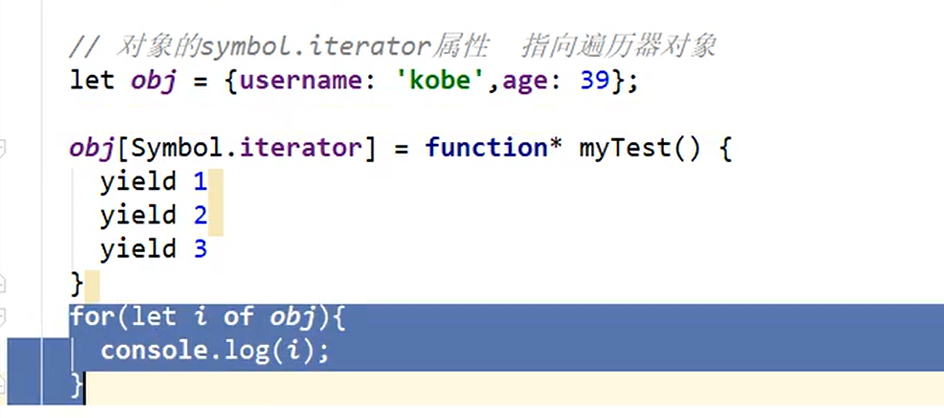 // 对象的symbol.iterator属性  指向遍历器对象
let obj = {username: 'kobe',age: 39};
obj[Symbol.iterator] = function* myTest() {
yield 1
yield 2
yield 3
}
for(let i of obj){
console.log(i);
}